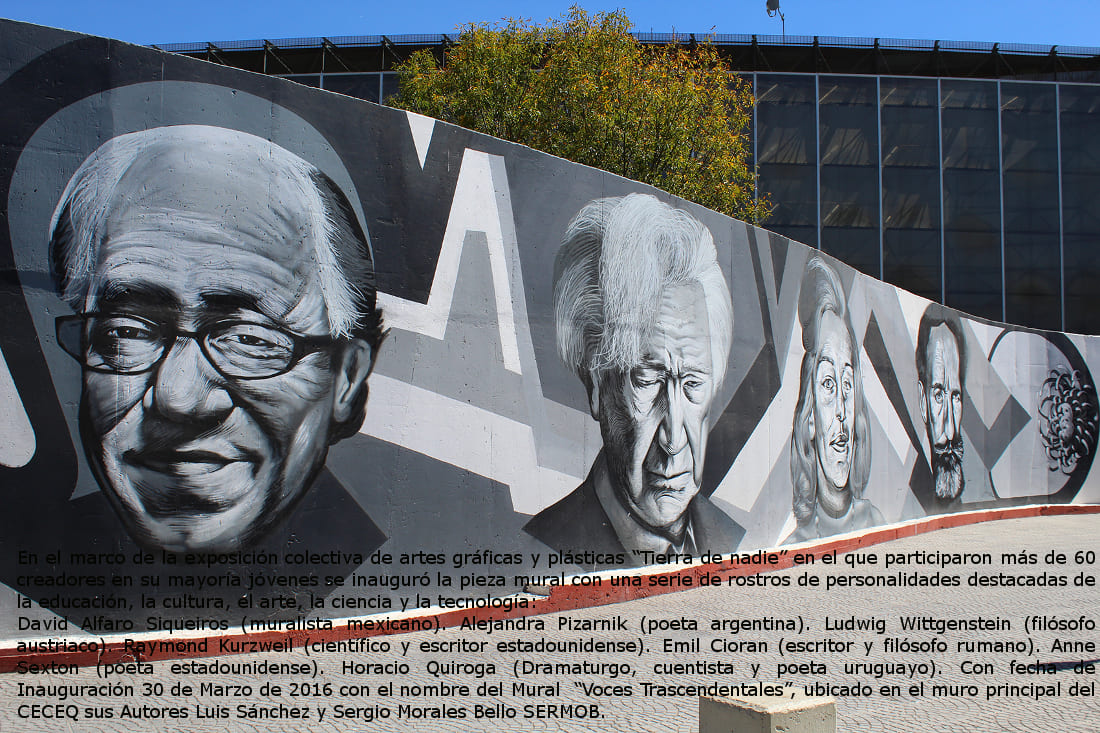 En el marco de la exposición colectiva de artes gráficas y plásticas “Tierra de nadie” en el que participaron más de 60
creadores en su mayoría jóvenes se inauguró la pieza mural con una serie de rostros de personalidades destacadas de
la educación, la cultura, el arte, la ciencia y la tecnología:
David Alfaro Siqueiros (muralista mexicano). Alejandra Pizarnik (poeta argentina). Ludwig Wittgenstein (filósofo
austriaco). Raymond Kurzweil (científico y escritor estadounidense). Emil Cioran (escritor y filósofo rumano). Anne
Sexton (poeta estadounidense). Horacio Quiroga (Dramaturgo, cuentista y poeta uruguayo). Con fecha de
Inauguración 30 de Marzo de 2016 con el nombre del Mural “Voces Trascendentales”, ubicado en el muro principal del
CECEQ sus Autores Luis Sánchez y Sergio Morales Bello SERMOB.